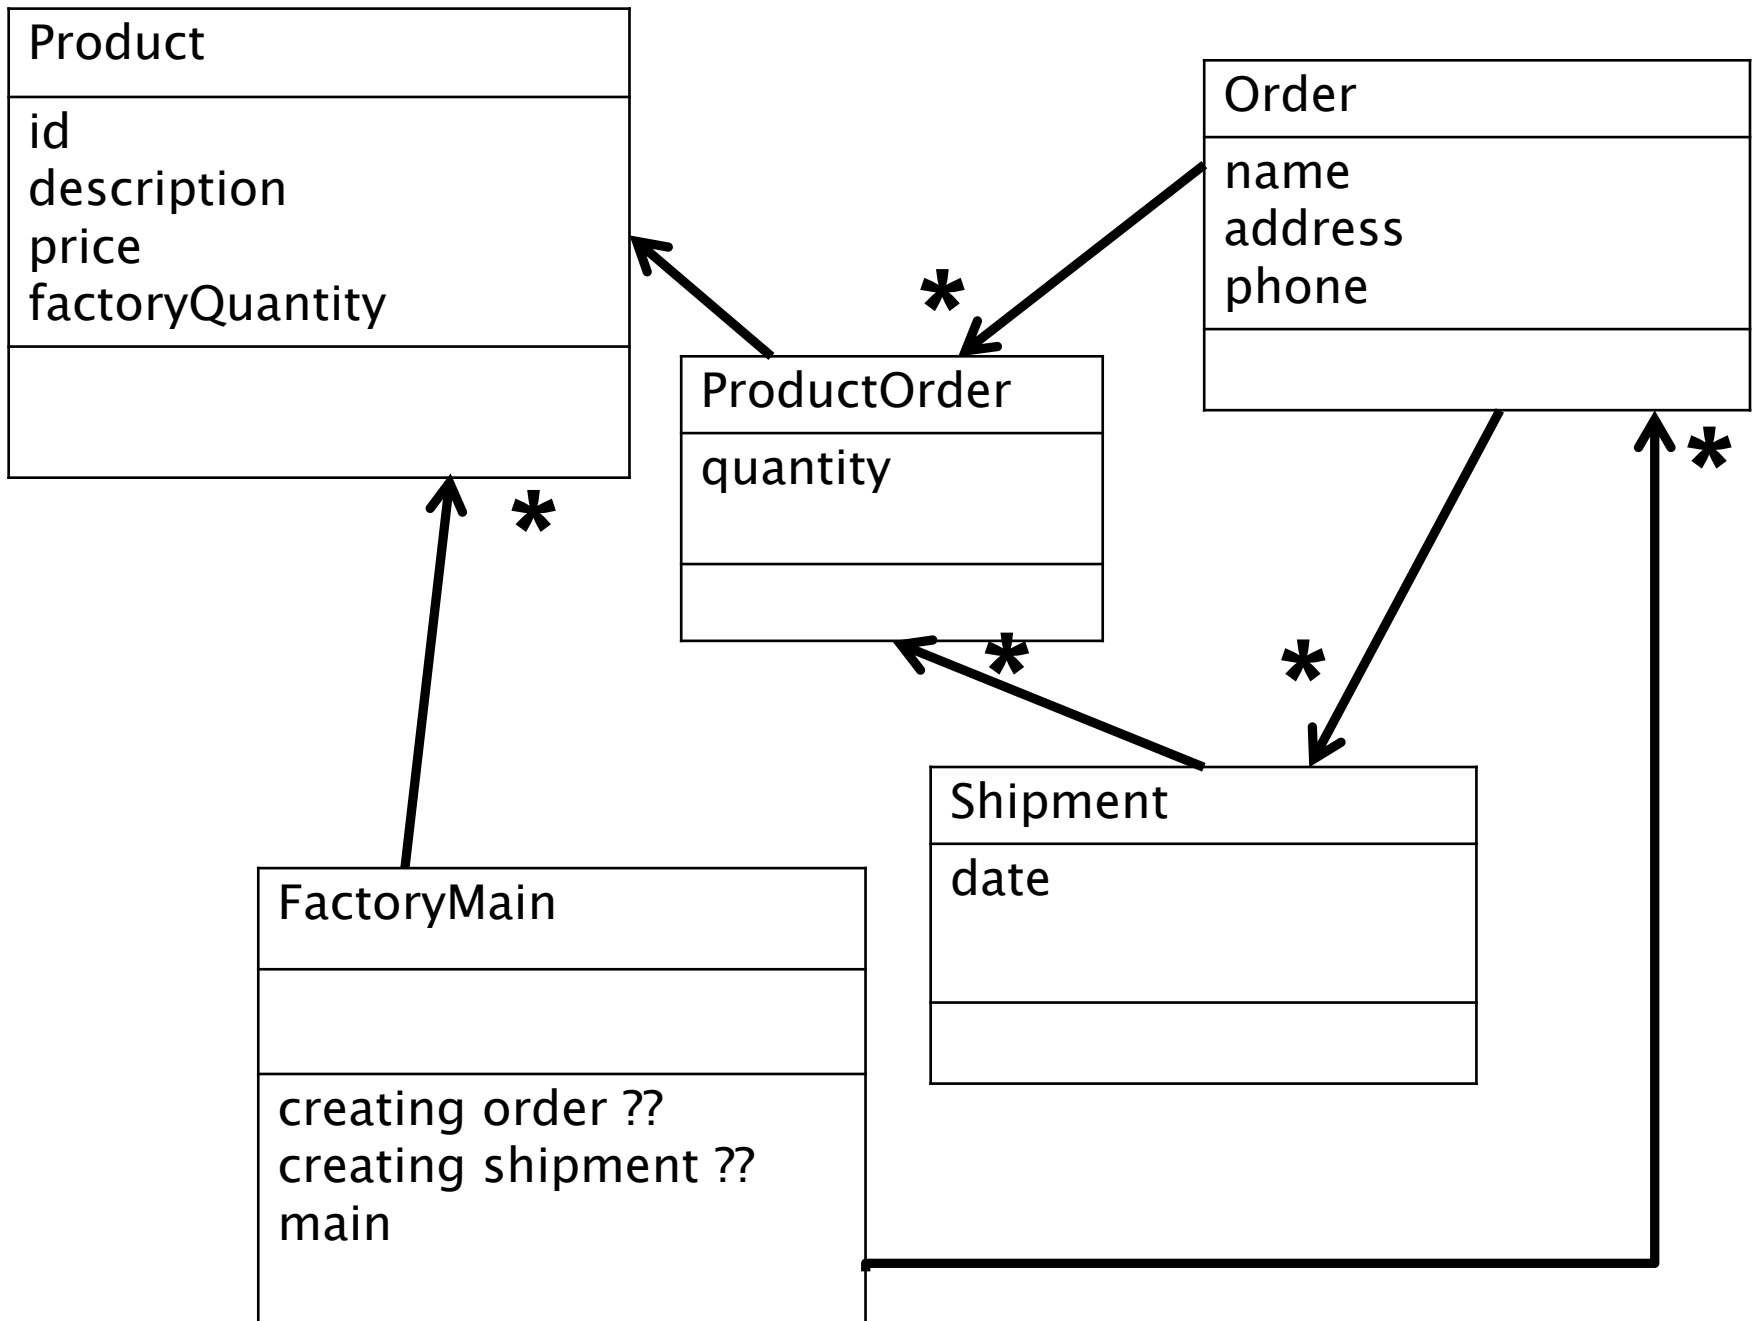 Product
id
description
price
factoryQuantity
*
Order
name
address
phone
*
*
ProductOrder
quantity
*
*
Shipment
date
FactoryMain
creating order ??
creating shipment ??
main